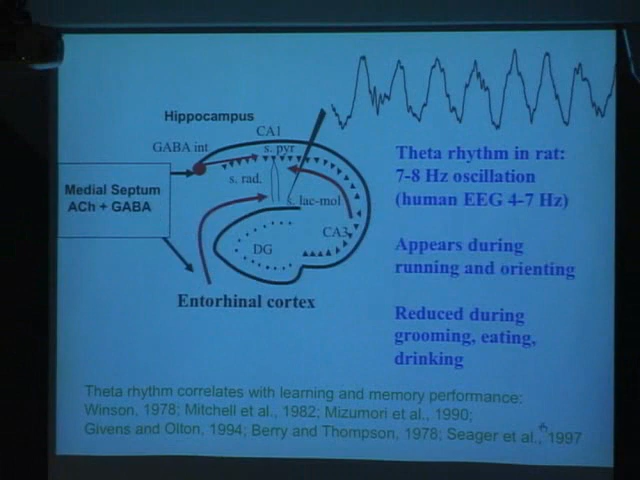 Hippocampus
CA1
GABA int
s. pyr
Medial Septum
ACh + GABA
s. rad.
s. lac-mol
CA3
DG
Entorhinal cortex
Theta rhythm in rat:
7-8 Hz oscillation
(human EEG 4-7 Hz)
Appears during
running and orienting
Reduced during
grooming, eating,
drinking
Theta rhythm correlates with learning and memory performance:
Winson, 1978; Mitchell et al., 1982; Mizumori et al., 1990;
Givens and Olton, 1994; Berry and Thompson, 1978; Seager et al., 1997